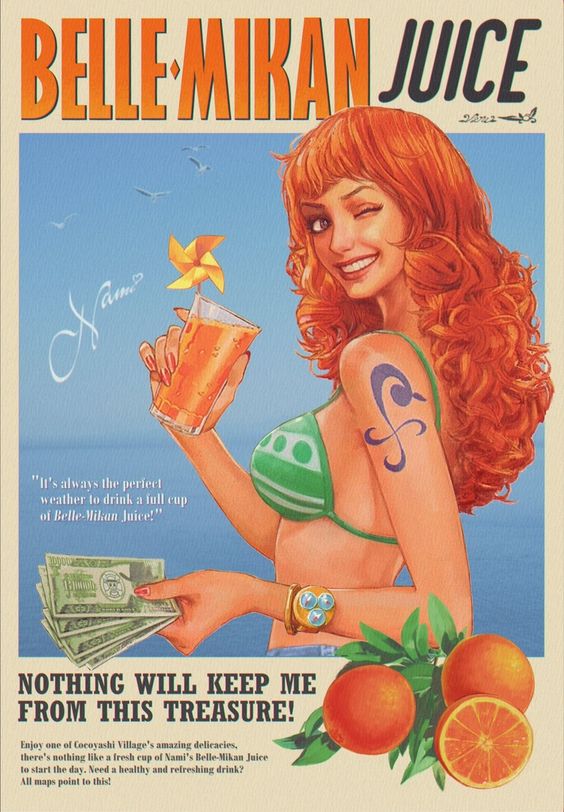 BELLE·MIKAN JUICE
Nami
"It's always the perfect
weather to drink a full cup
of Belle-Mikan Juice!"
10000
NOTHING WILL KEEP ME
FROM THIS TREASURE!
Enjoy one of Cocoyashi Village's amazing delicacies,
there's nothing like a fresh cup of Nami's Belle-Mikan Juice
to start the day. Need a healthy and refreshing drink?
All maps point to this!